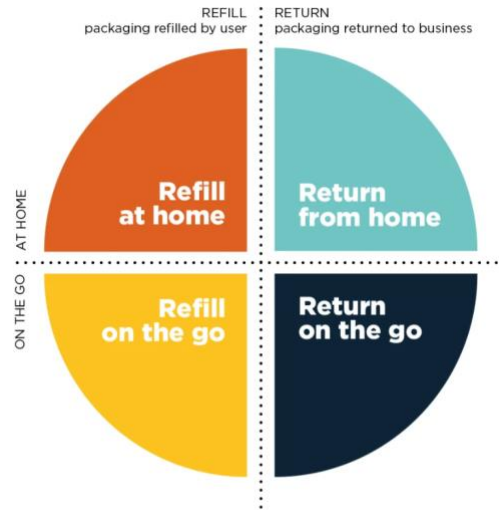 REFILL
packaging refilled by user
RETURN
packaging returned to business
AT HOME
Refill
at home
Return
from home
ON THE GO
Refill
on the go
Return
on the go